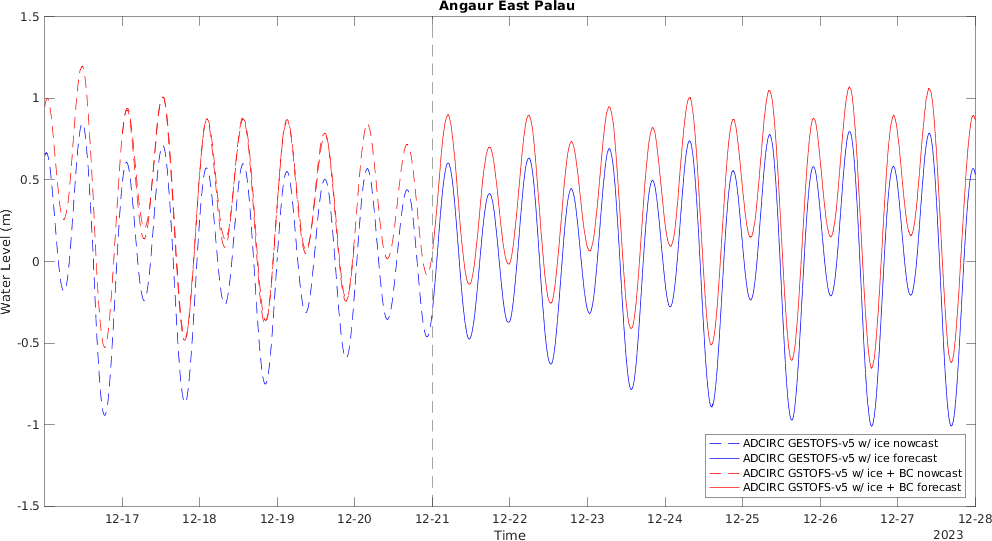 Angaur East Palau
1.5
1
0.5
0
-0.5
-1
-1.5
Water Level (m)
ADCIRC GESTOFS-v5 w/ ice nowcast
ADCIRC GESTOFS-v5 w/ ice forecast
ADCIRC GSTOFS-v5 w/ ice + BC nowcast
ADCIRC GSTOFS-v5 w/ ice + BC forecast
12-17 12-18 12-19 12-20 12-21 12-22 12-23 12-24 12-25 12-26 12-27 12-28
Time
2023